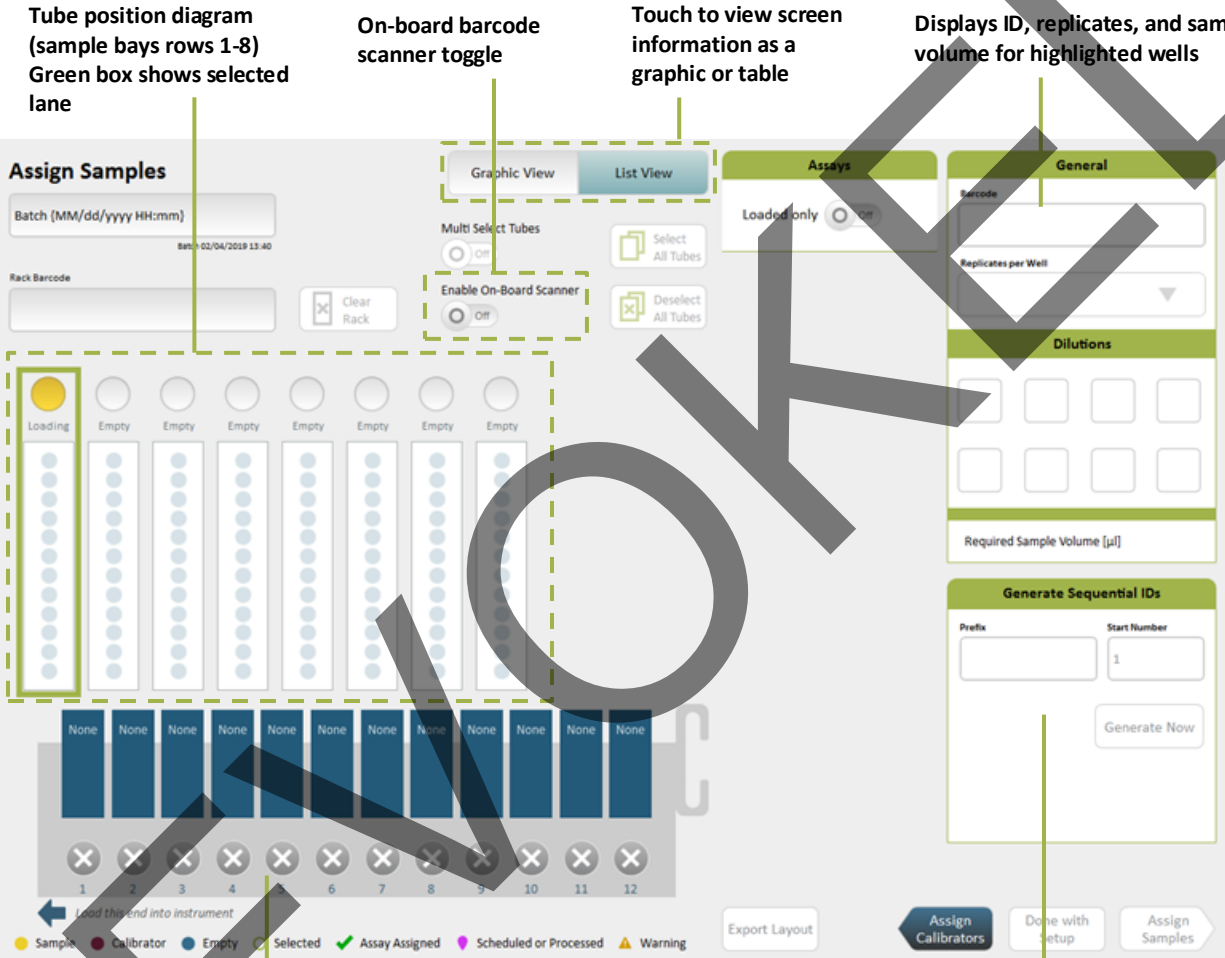 Tube position diagram
(sample bays rows 1-8)
Green box shows selected
lane
On-board barcode
scanner toggle
Touch to view screen
information as a
graphic or table
Displays ID, replicates, and sam
volume for highlighted wells
Assign Samples
Batch {MM/dd/yyyy HH:mm}
Batch 02/04/2019 13:40
Rack Barcode
Clear
Rack
Graphic View
List View
Multi Select Tubes
Off
Select
All Tubes
Enable On-Board Scanner
Off
Deselect
All Tubes
Assays
Loaded only Off
General
Barcode
Replicates per Well
Dilutions
Required Sample Volume [µl]
Generate Sequential IDs
Prefix Start Number
1
Generate Now
Loading Empty Empty Empty Empty Empty Empty Empty
None None None None None None None None None None None None
1 2 3 4 5 6 7 8 9 10 11 12
Load this end into instrument
Sample Calibrator Empty Selected Assay Assigned Scheduled or Processed Warning
Export Layout
Assign
Calibrators
Done with
Setup
Assign
Samples
EVOKED